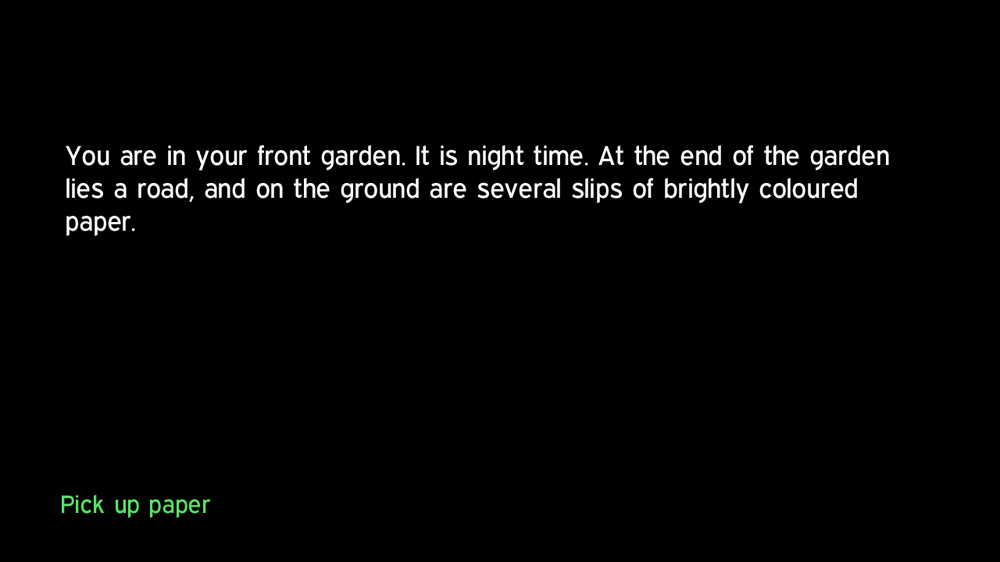 You are in your front garden. It is night time. At the end of the garden
lies a road, and on the ground are several slips of brightly coloured
paper.
Pick up paper